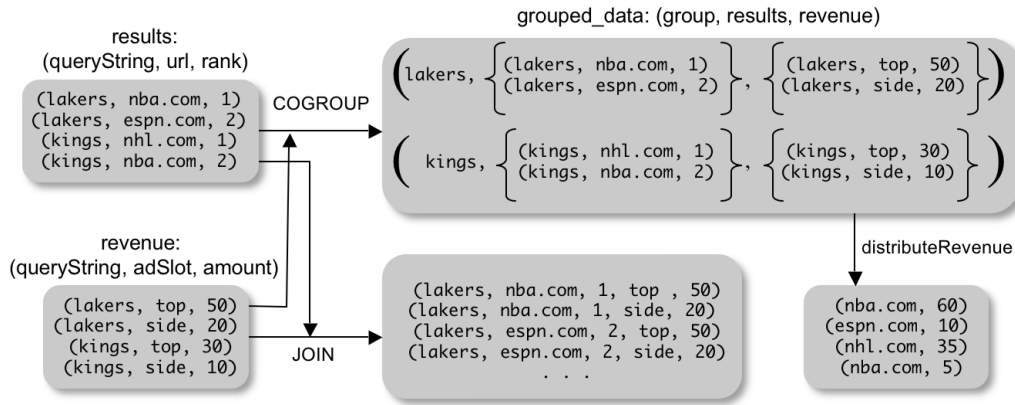 grouped_data: (group, results, revenue)
results:
(queryString, url, rank)
(lakers, nba.com, 1)
(lakers, espn.com, 2)
(kings, nhl.com, 1)
(kings, nba.com, 2)
COGROUP
(lakers, {(lakers, nba.com, 1)
(lakers, espn.com, 2)}, {(lakers, top, 50)
(lakers, side, 20)})
(kings, {(kings, nhl.com, 1)
(kings, nba.com, 2)}, {(kings, top, 30)
(kings, side, 10)})
revenue:
(queryString, adSlot, amount)
(lakers, top, 50)
(lakers, side, 20)
(kings, top, 30)
(kings, side, 10)
JOIN
(lakers, nba.com, 1, top , 50)
(lakers, nba.com, 1, side, 20)
(lakers, espn.com, 2, top, 50)
(lakers, espn.com, 2, side, 20)
. . .
distributeRevenue
(nba.com, 60)
(espn.com, 10)
(nhl.com, 35)
(nba.com, 5)